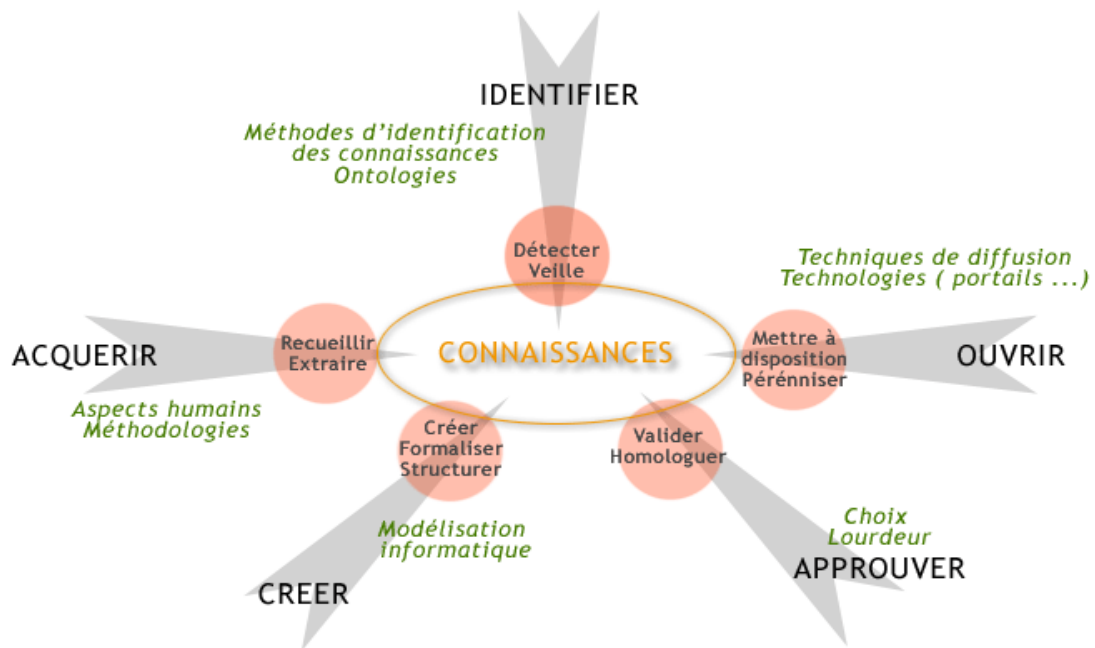 IDENTIFIER
Méthodes d'identification
des connaissances
Ontologies
Détecter
Veille
Techniques de diffusion
Technologies ( portails ...)
ACQUERIR
Recueillir
Extraire
CONNAISSANCES
Mettre à
disposition
Pérénniser
OUVRIR
Aspects humains
Méthodologies
Créer
Formaliser
Structurer
Valider
Homologuer
Modélisation
informatique
Choix
Lourdeur
CREER
APPROUVER